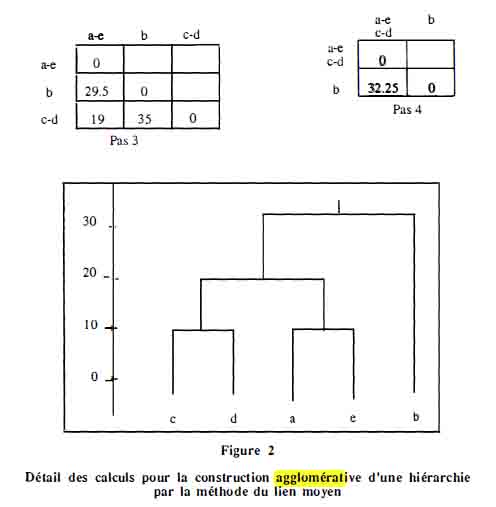 a-e b c-d
a-e 0
b 29.5 0
c-d 19 35 0
Pas 3
a-e b
c-d
a-e
c-d 0
b 32.25 0
Pas 4
30
20
10
0
c d a e b
Figure 2
Détail des calculs pour la construction agglomérative d'une hiérarchie
par la méthode du lien moyen